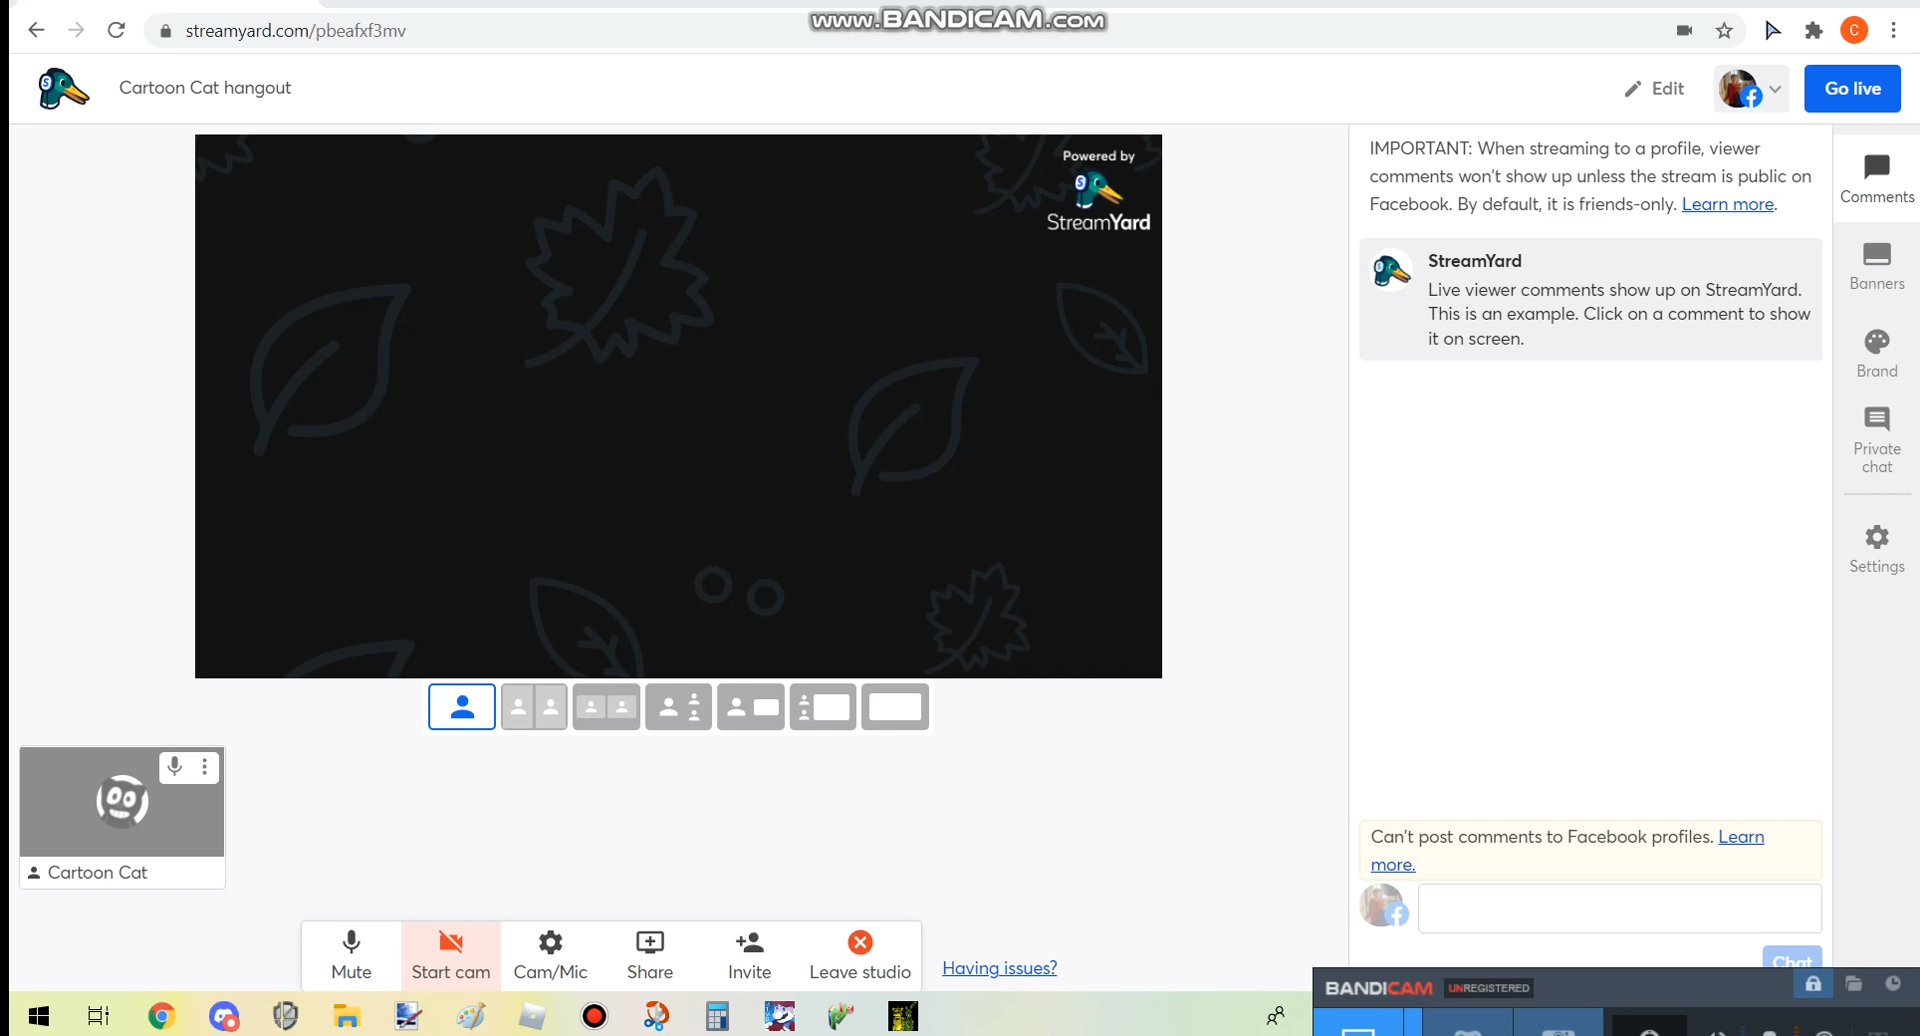 www.BANDICAM.com
streamyard.com/pbeafxf3mv
C
Cartoon Cat hangout
Edit
Go live
Powered by
StreamYard
IMPORTANT: When streaming to a profile, viewer
comments won't show up unless the stream is public on
Facebook. By default, it is friends-only. Learn more.
StreamYard
Live viewer comments show up on StreamYard.
This is an example. Click on a comment to show
it on screen.
Comments
Banners
Brand
Private
chat
Settings
Cartoon Cat
Can't post comments to Facebook profiles. Learn
more.
Chat
Mute
Start cam
Cam/Mic
Share
Invite
Leave studio
Having issues?
BANDICAM UNREGISTERED